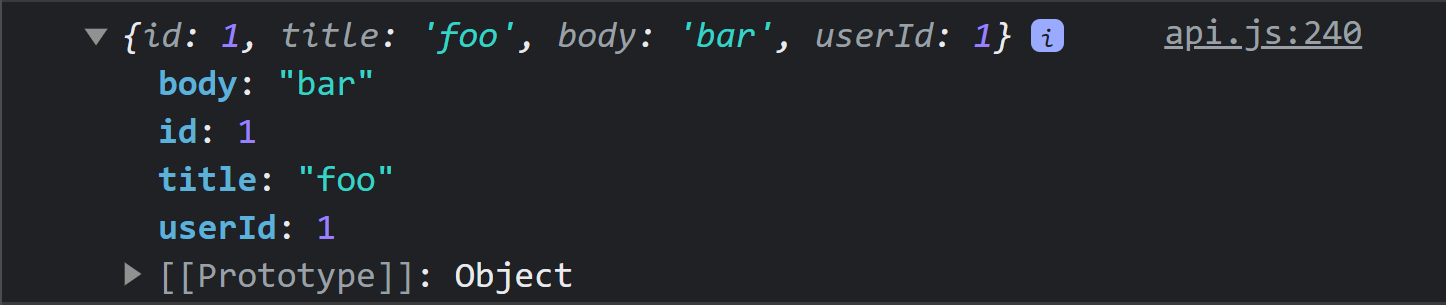 ▼ {id: 1, title: 'foo', body: 'bar', userId: 1} i api.js:240
body: "bar"
id: 1
title: "foo"
userId: 1
▶ [[Prototype]]: Object